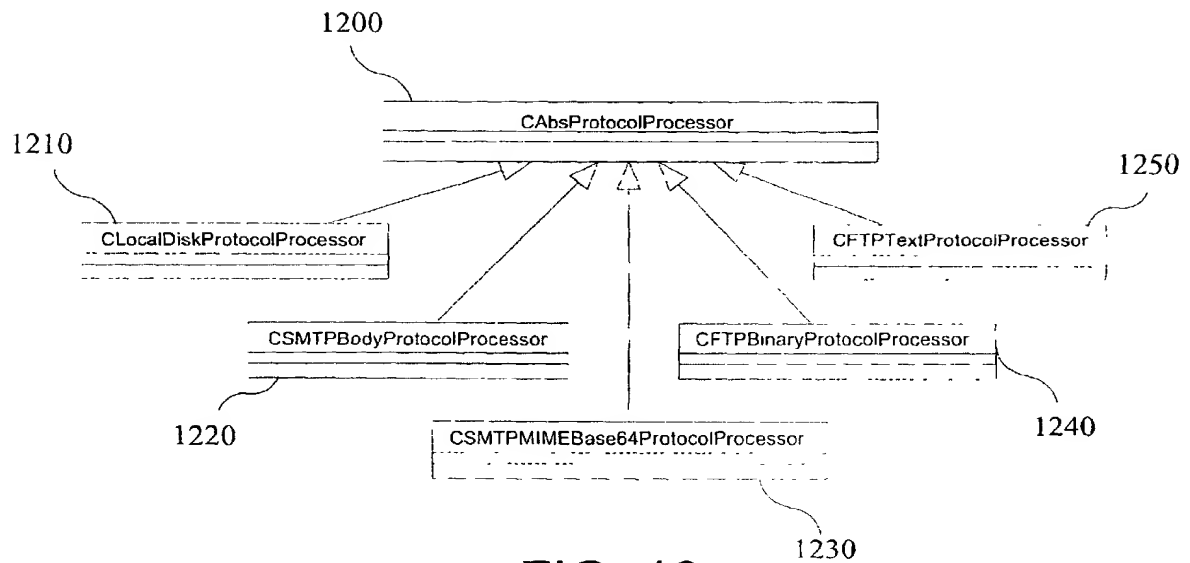 1200
CAbsProtocolProcessor
1210
1250
CLocalDiskProtocolProcessor
CFTPTextProtocolProcessor
CSMTPBodyProtocolProcessor
CFTPBinaryProtocolProcessor
1220
1240
CSMTPMIMEBase64ProtocolProcessor
1230